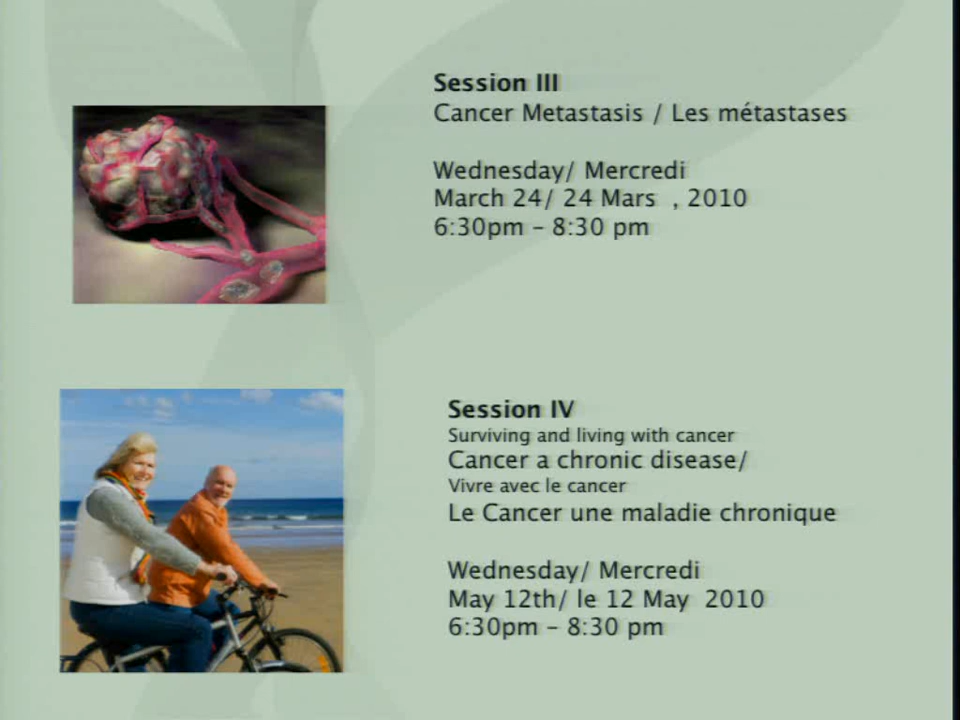 Session III
Cancer Metastasis / Les métastases
Wednesday/ Mercredi
March 24/ 24 Mars , 2010
6:30pm – 8:30 pm
Session IV
Surviving and living with cancer
Cancer a chronic disease/
Vivre avec le cancer
Le Cancer une maladie chronique
Wednesday/ Mercredi
May 12th/ le 12 May 2010
6:30pm – 8:30 pm